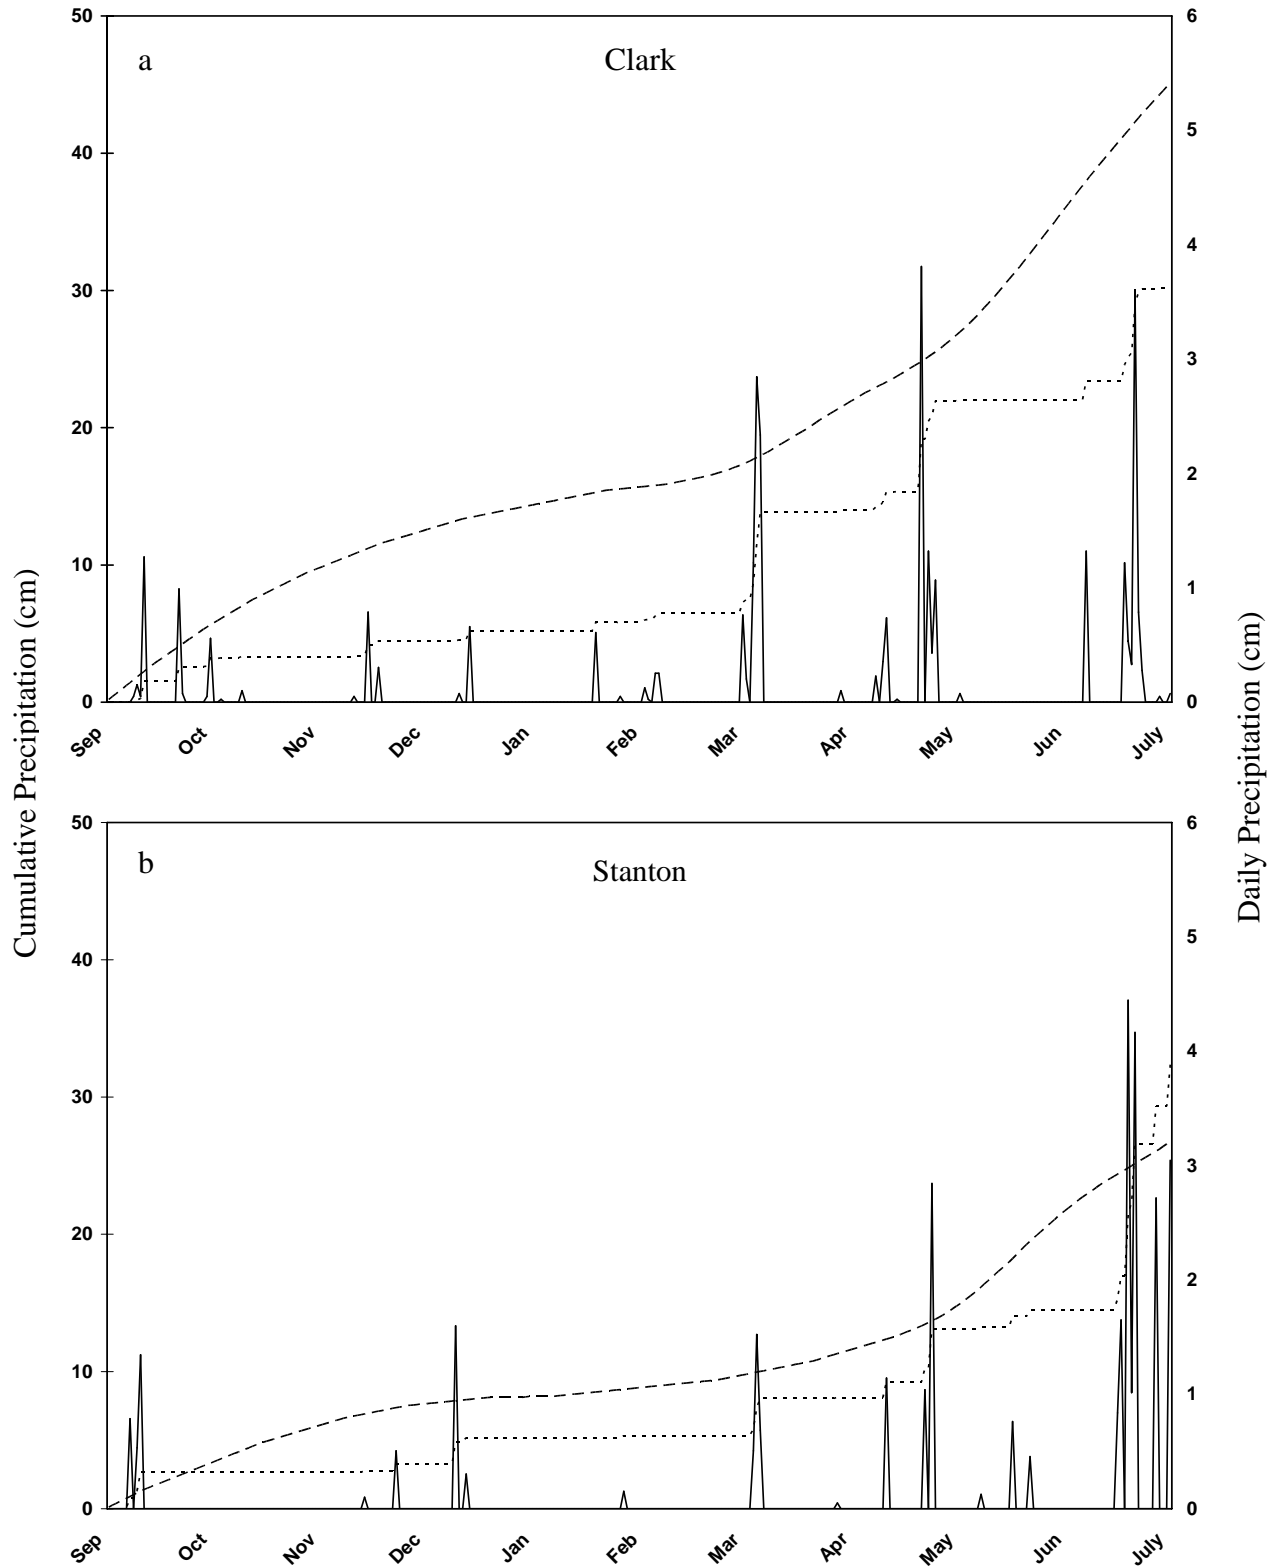 50
6
a
Clark
5
40
4
30
3
20
2
10
1
0
0
Sep
Oct
Nov
Dec
Jan
Feb
Mar
Apr
May
Jun
July
Cumulative Precipitation (cm)
Daily Precipitation (cm)
50
6
b
Stanton
5
40
4
30
3
20
2
10
1
0
0
Sep
Oct
Nov
Dec
Jan
Feb
Mar
Apr
May
Jun
July